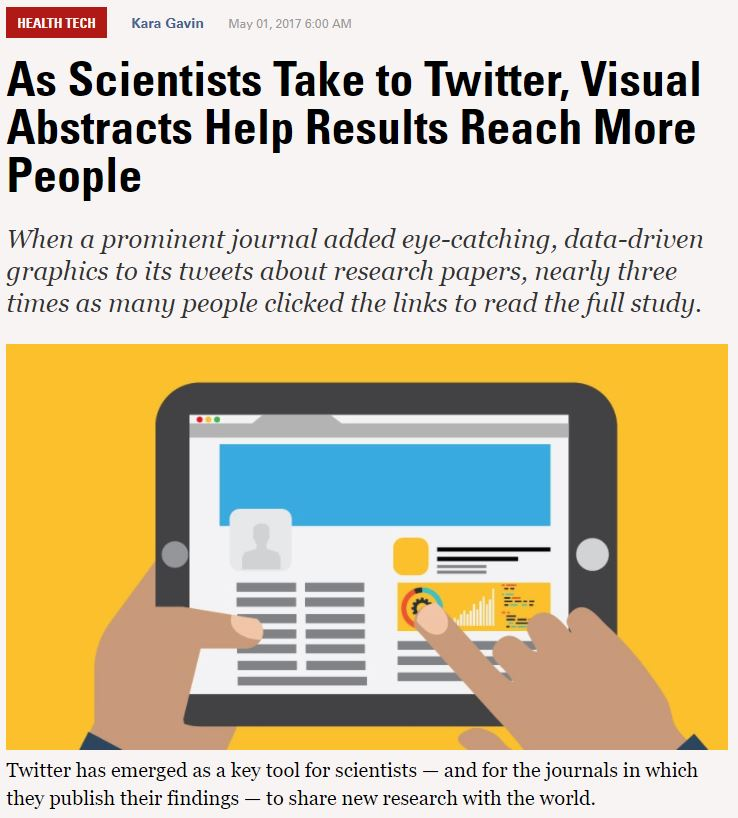 HEALTH TECH Kara Gavin May 01, 2017 6:00 AM
As Scientists Take to Twitter, Visual
Abstracts Help Results Reach More
People
When a prominent journal added eye-catching, data-driven
graphics to its tweets about research papers, nearly three
times as many people clicked the links to read the full study.
Twitter has emerged as a key tool for scientists — and for the journals in which
they publish their findings — to share new research with the world.